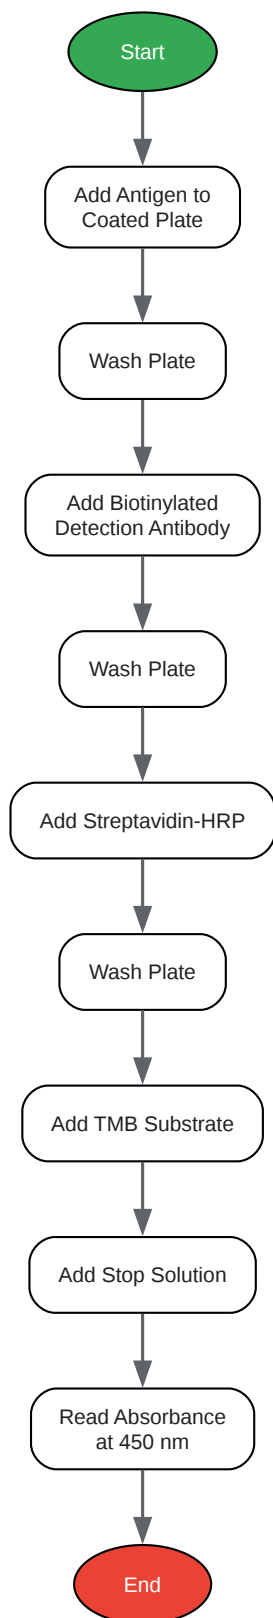 Start
Add Antigen to
Coated Plate
Wash Plate
Add Biotinylated
Detection Antibody
Wash Plate
Add Streptavidin-HRP
Wash Plate
Add TMB Substrate
Add Stop Solution
Read Absorbance
at 450 nm
End